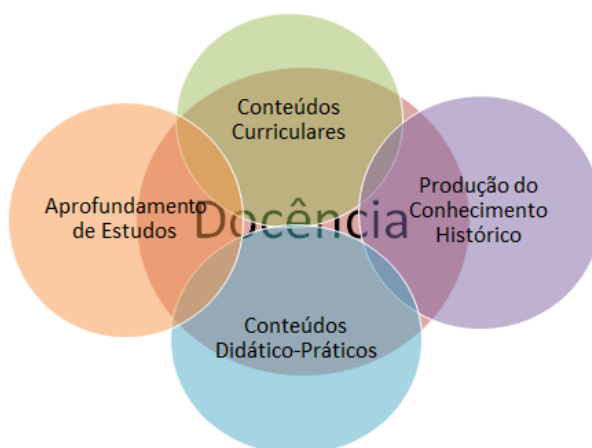 Conteúdos
Curriculares
Aprofundamento
de Estudos
Docência
Produção do
Conhecimento
Histórico
Conteúdos
Didático-Práticos